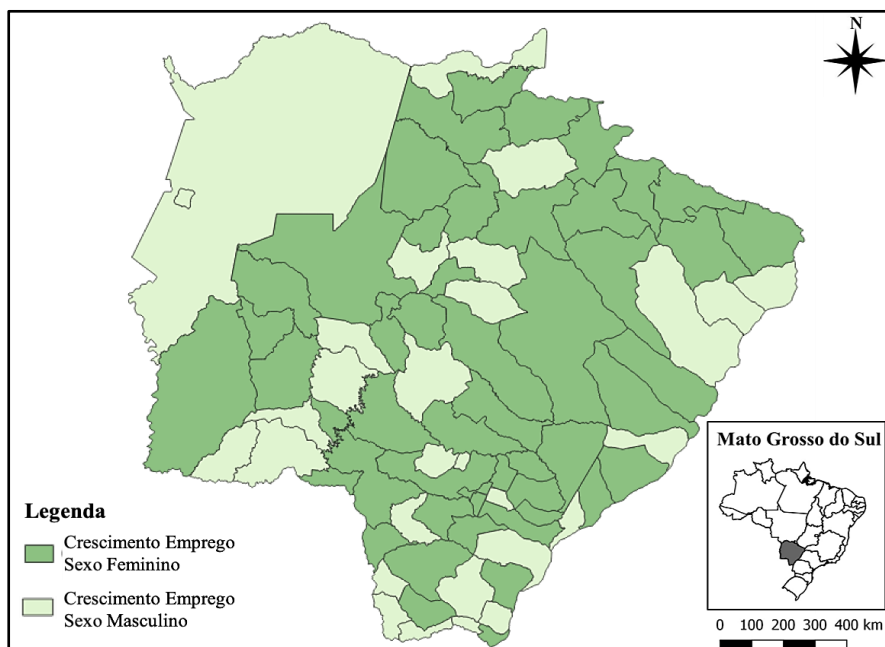 N
Mato Grosso do Sul
Legenda
Crescimento Emprego
Sexo Feminino
Crescimento Emprego
Sexo Masculino
0 100 200 300 400 km